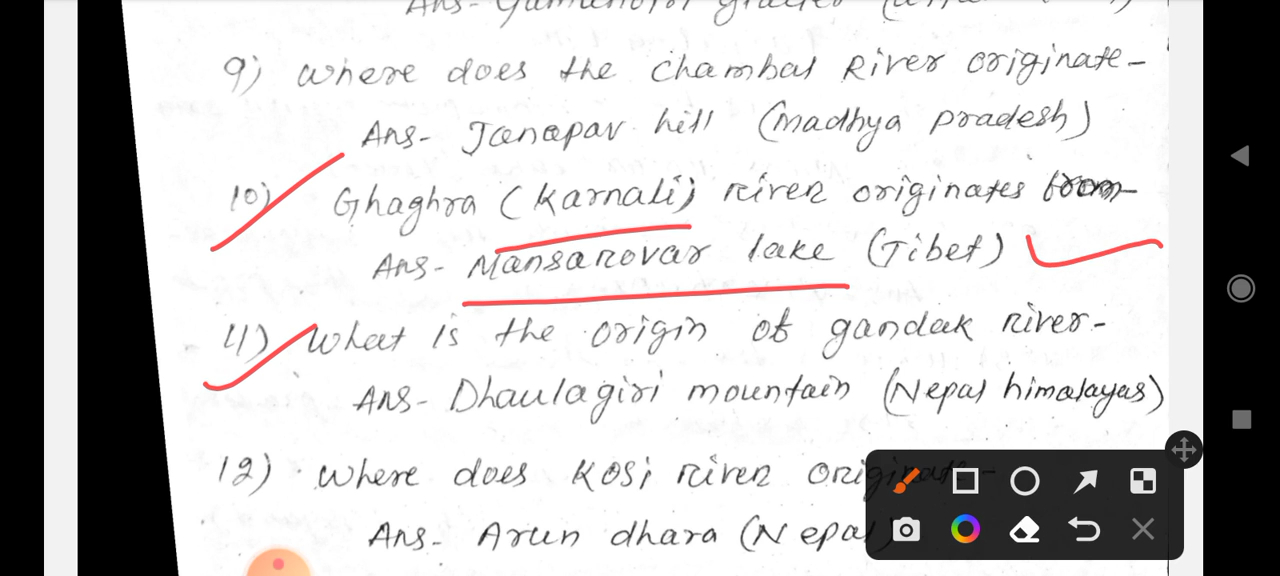 9) Where does the Chambal River originate-
Ans- Janapav hill (Madhya pradesh)
10) Ghaghra (Karnali) river originates from-
Ans- Mansarovar lake (Tibet)
11) What is the origin of gandak River-
Ans- Dhaulagiri mountain (Nepal himalayas)
12) Where does Kosi river originate-
Ans- Arun dhara (Nepal)